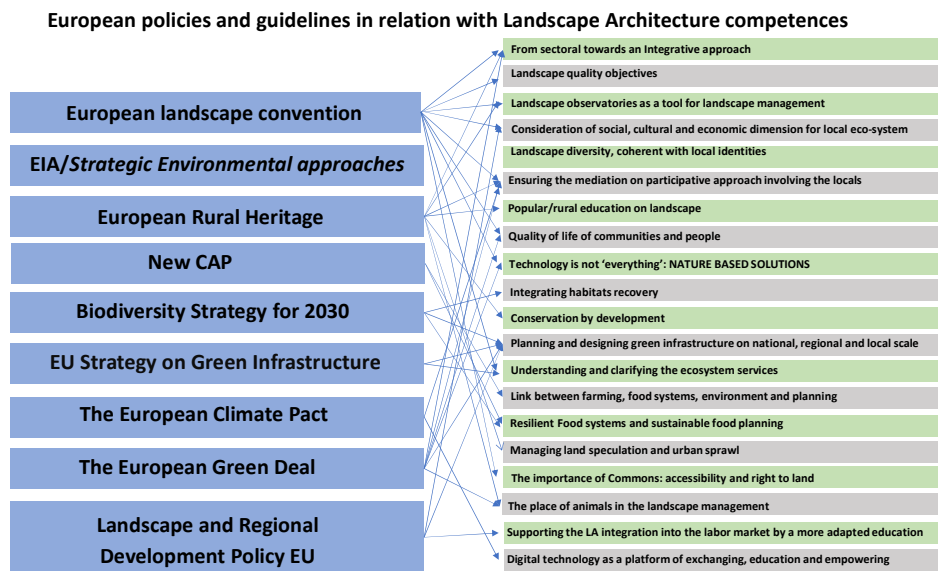 European policies and guidelines in relation with Landscape Architecture competences
European landscape convention
EIA/Strategic Environmental approaches
European Rural Heritage
New CAP
Biodiversity Strategy for 2030
EU Strategy on Green Infrastructure
The European Climate Pact
The European Green Deal
Landscape and Regional
Development Policy EU
From sectoral towards an Integrative approach
Landscape quality objectives
Landscape observatories as a tool for landscape management
Consideration of social, cultural and economic dimension for local eco-system
Landscape diversity, coherent with local identities
Ensuring the mediation on participative approach involving the locals
Popular/rural education on landscape
Quality of life of communities and people
Technology is not ‘everything’: NATURE BASED SOLUTIONS
Integrating habitats recovery
Conservation by development
Planning and designing green infrastructure on national, regional and local scale
Understanding and clarifying the ecosystem services
Link between farming, food systems, environment and planning
Resilient Food systems and sustainable food planning
Managing land speculation and urban sprawl
The importance of Commons: accessibility and right to land
The place of animals in the landscape management
Supporting the LA integration into the labor market by a more adapted education
Digital technology as a platform of exchanging, education and empowering